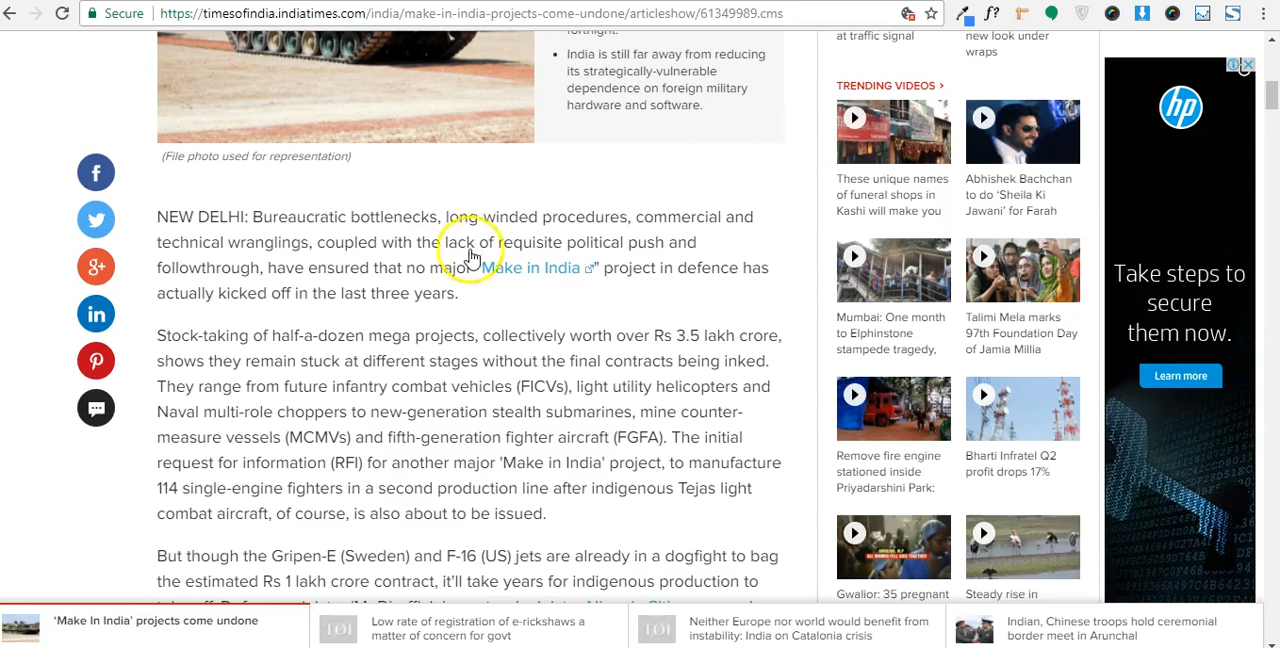 Secure
https://timesofindia.indiatimes.com/india/make-in-india-projects-come-undone/articleshow/61349989.cms
f?
India is still far away from reducing
its strategically-vulnerable
dependence on foreign military
hardware and software.
(File photo used for representation)
NEW DELHI: Bureaucratic bottlenecks, long-winded procedures, commercial and
technical wranglings, coupled with the lack of requisite political push and
followthrough, have ensured that no major "Make in India" project in defence has
actually kicked off in the last three years.
Stock-taking of half-a-dozen mega projects, collectively worth over Rs 3.5 lakh crore,
shows they remain stuck at different stages without the final contracts being inked.
They range from future infantry combat vehicles (FICVs), light utility helicopters and
Naval multi-role choppers to new-generation stealth submarines, mine counter-
measure vessels (MCMVs) and fifth-generation fighter aircraft (FGFA). The initial
request for information (RFI) for another major 'Make in India' project, to manufacture
114 single-engine fighters in a second production line after indigenous Tejas light
combat aircraft, of course, is also about to be issued.
But though the Gripen-E (Sweden) and F-16 (US) jets are already in a dogfight to bag
the estimated Rs 1 lakh crore contract, it'll take years for indigenous production to
at traffic signal
new look under
wraps
TRENDING VIDEOS >
These unique names
of funeral shops in
Kashi will make you
Abhishek Bachchan
to do 'Sheila Ki
Jawani' for Farah
Mumbai: One month
to Elphinstone
stampede tragedy,
Talimi Mela marks
97th Foundation Day
of Jamia Millia
Remove fire engine
stationed inside
Priyadarshini Park:
Bharti Infratel Q2
profit drops 17%
Gwalior: 35 pregnant
Steady rise in
hp
Take steps to
secure
them now.
Learn more
'Make In India' projects come undone
TOI
Low rate of registration of e-rickshaws a
matter of concern for govt
TOI
Neither Europe nor world would benefit from
instability: India on Catalonia crisis
Indian, Chinese troops hold ceremonial
border meet in Arunchal